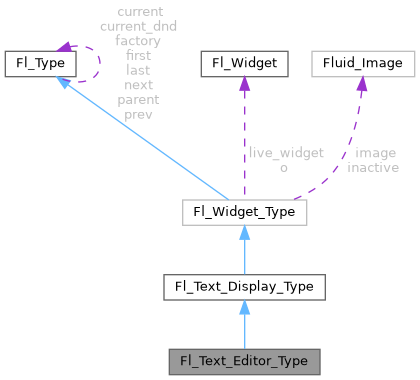 current
current_dnd
factory
first
last
next
parent
prev
Fl_Type
Fl_Widget
Fluid_Image
live_widget
o
image
inactive
Fl_Widget_Type
Fl_Text_Display_Type
Fl_Text_Editor_Type